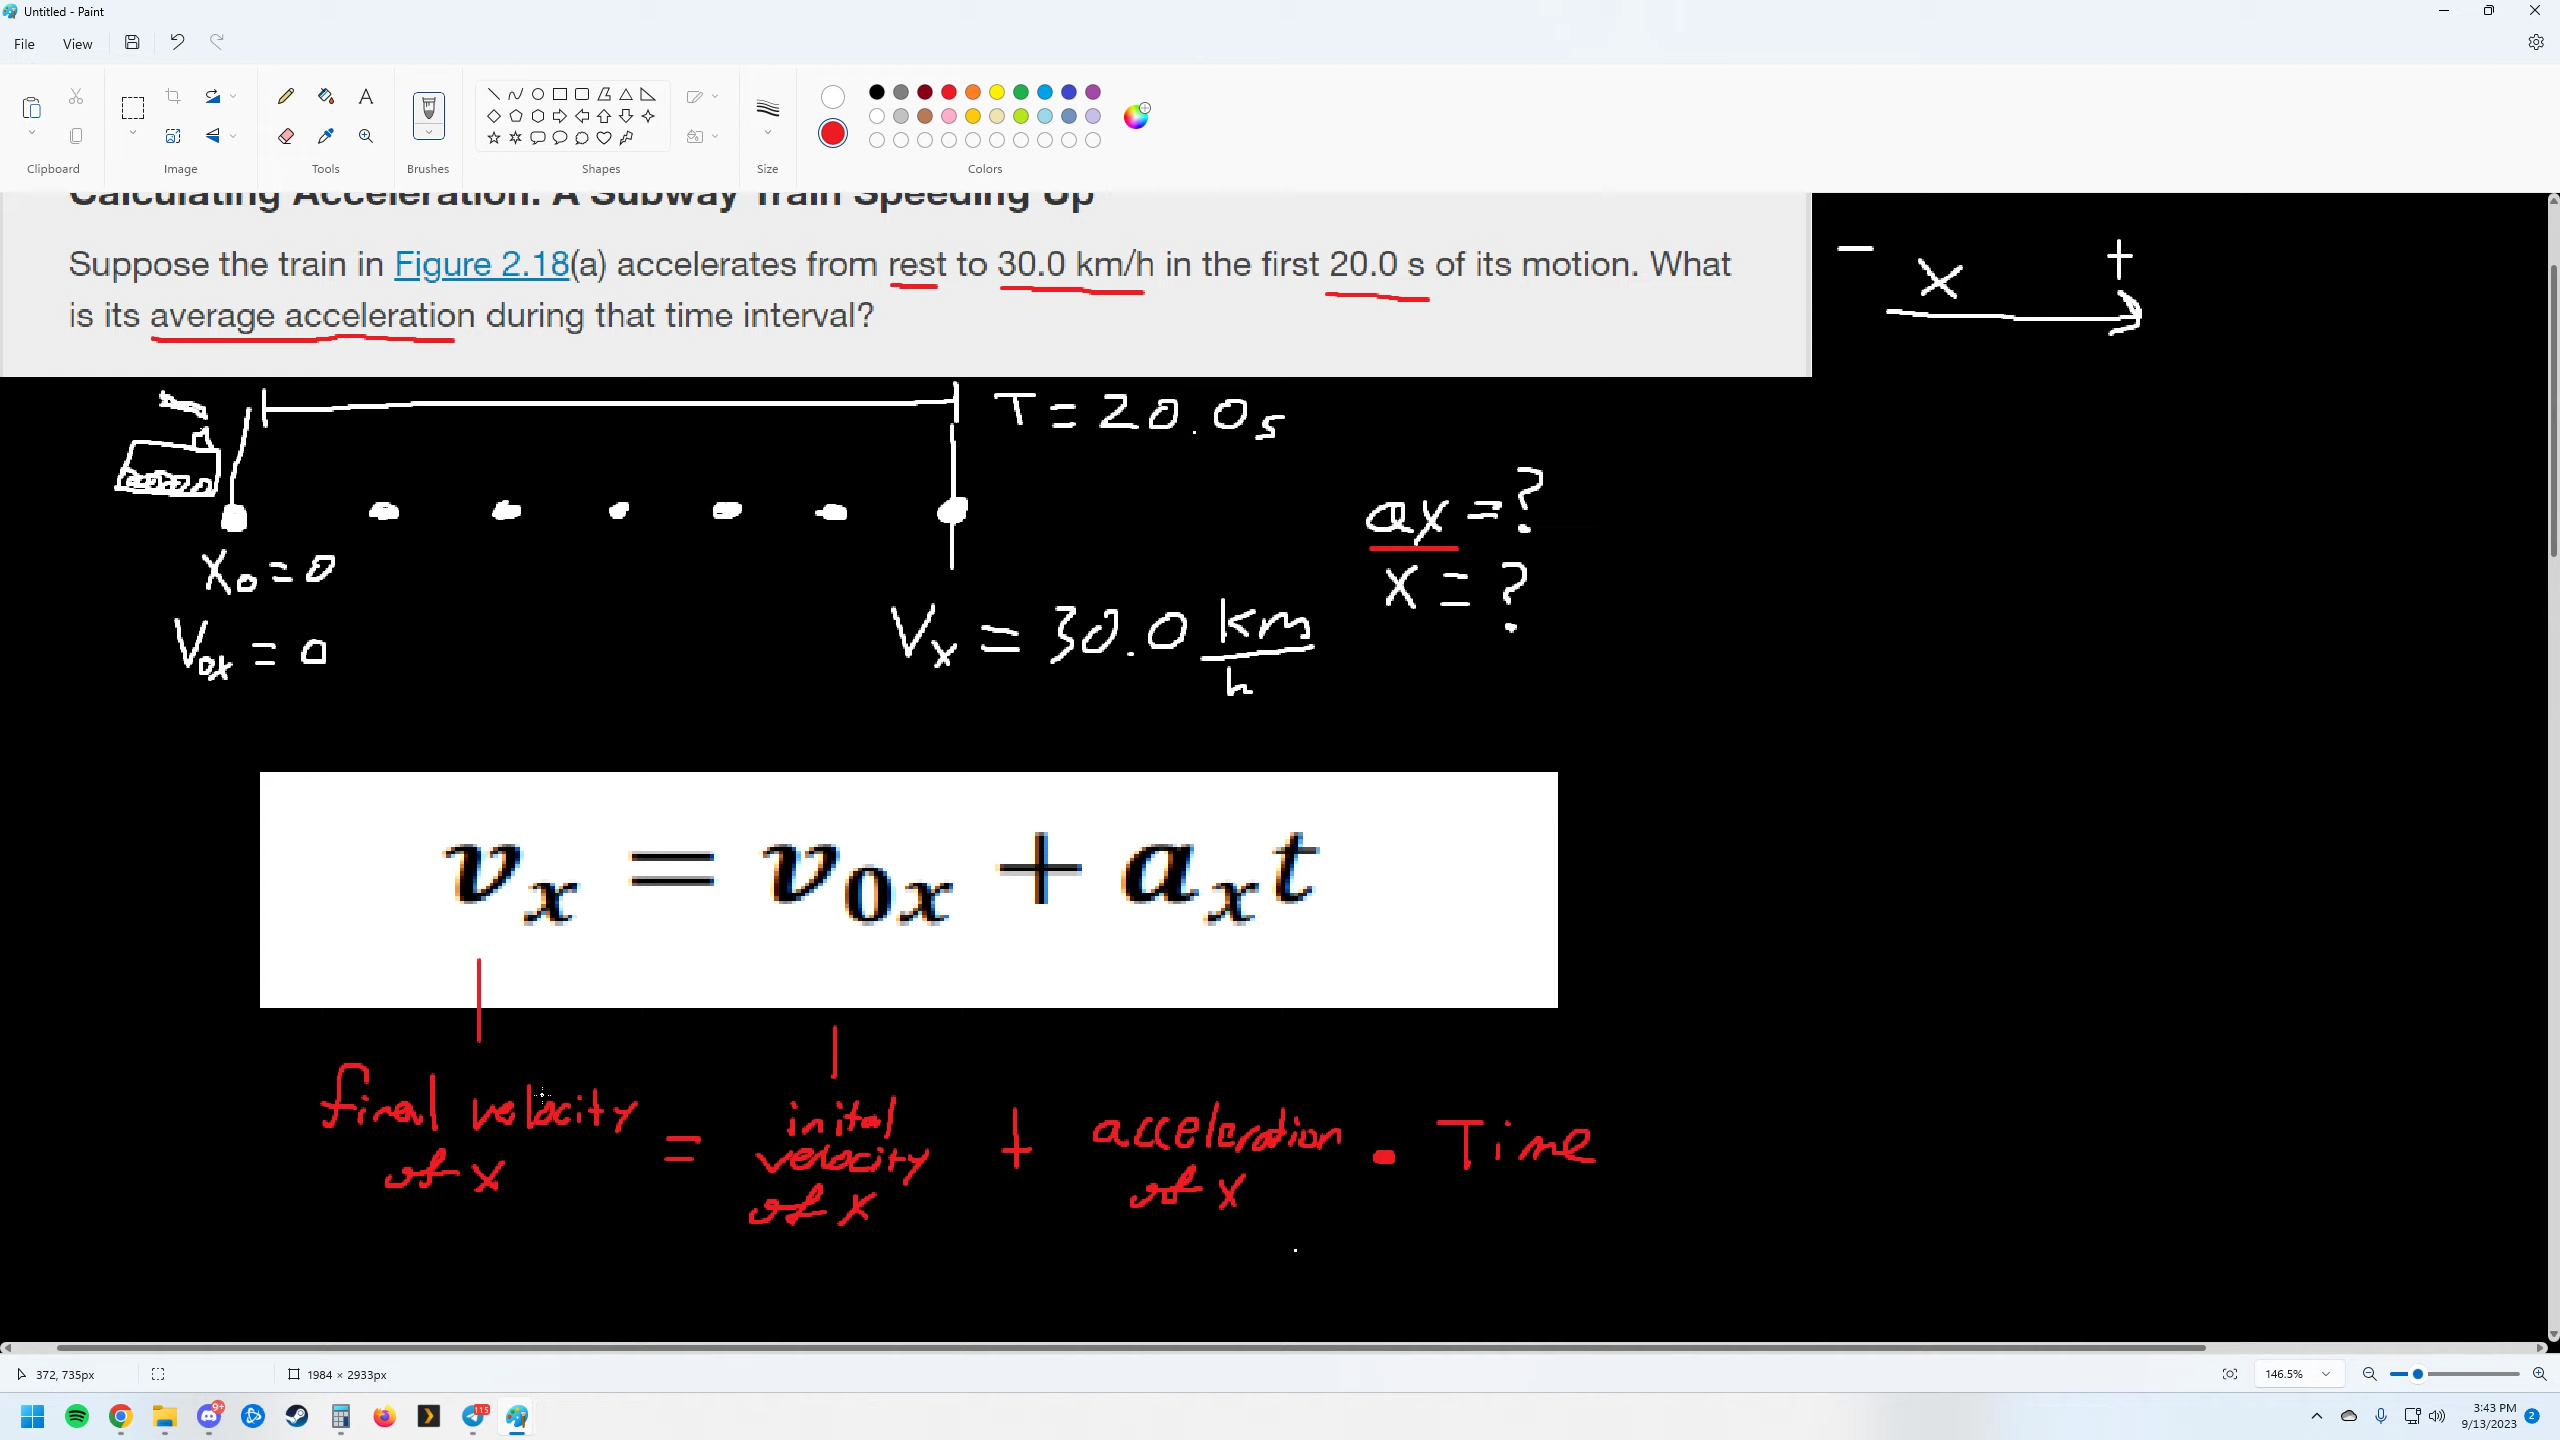 Untitled - Paint
File View
Clipboard Image Tools Brushes Shapes Size Colors
Calculating Acceleration: A Subway Train Speeding Up
Suppose the train in Figure 2.18(a) accelerates from rest to 30.0 km/h in the first 20.0 s of its motion. What
is its average acceleration during that time interval?
− X +
T = 20.0s
ax = ?
x = ?
X0 = 0
V0x = 0
Vx = 30.0 km/h
vx = v0x + axt
final velocity of x = inital velocity of x + acceleration of x · Time
372, 735px 1984 × 2933px 146.5%
9+ 115 3:43 PM
9/13/2023 2